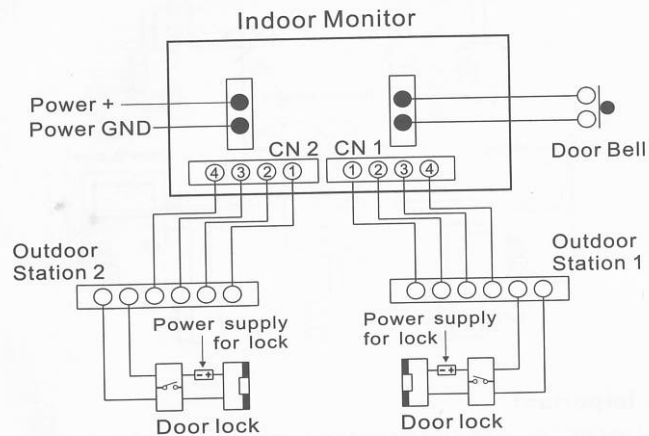 Indoor Monitor
Power +
Power GND
Door Bell
CN 2 CN 1
4 3 2 1 1 2 3 4
Outdoor
Station 2
Outdoor
Station 1
Power supply
for lock
Power supply
for lock
- +
- +
Door lock
Door lock
Important